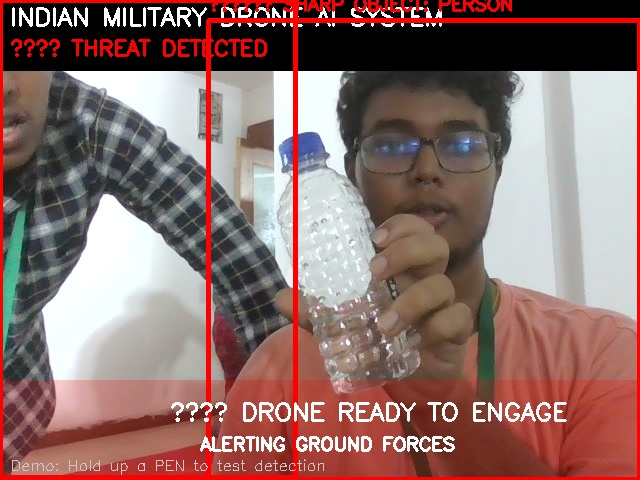 ????? SHARP OBJECT: PERSON
INDIAN MILITARY DRONE AI SYSTEM
???? THREAT DETECTED
???? DRONE READY TO ENGAGE
ALERTING GROUND FORCES
Demo: Hold up a PEN to test detection